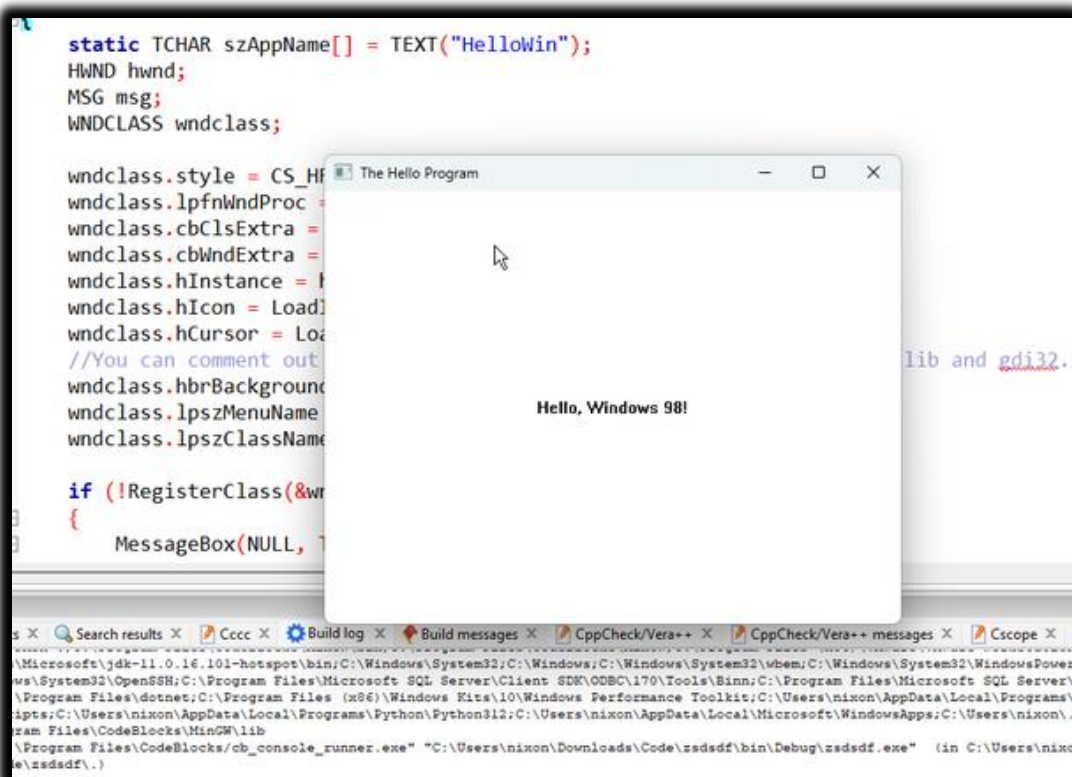 {
static TCHAR szAppName[] = TEXT("HelloWin");
HWND hwnd;
MSG msg;
WNDCLASS wndclass;
wndclass.style = CS_HR
wndclass.lpfnWndProc =
wndclass.cbClsExtra =
wndclass.cbWndExtra =
wndclass.hInstance =
wndclass.hIcon = LoadI
wndclass.hCursor = Loa
//You can comment out lib and gdi32.
wndclass.hbrBackground
wndclass.lpszMenuName
wndclass.lpszClassName
if (!RegisterClass(&wn
{
MessageBox(NULL, T
The Hello Program
Hello, Windows 98!
s X Search results X Cccc X Build log X Build messages X CppCheck/Vera++ X CppCheck/Vera++ messages X Cscope X
\Microsoft\jdk-11.0.16.101-hotspot\bin;C:\Windows\System32;C:\Windows;C:\Windows\System32\wbem;C:\Windows\System32\WindowsPower
ws\System32\OpenSSH;C:\Program Files\Microsoft SQL Server\Client SDK\ODBC\170\Tools\Binn;C:\Program Files\Microsoft SQL Server\
\Program Files\dotnet;C:\Program Files (x86)\Windows Kits\10\Windows Performance Toolkit;C:\Users\nixon\AppData\Local\Programs\
ipts;C:\Users\nixon\AppData\Local\Programs\Python\Python312;C:\Users\nixon\AppData\Local\Microsoft\WindowsApps;C:\Users\nixon\.
ram Files\CodeBlocks\MinGW\lib
\Program Files\CodeBlocks/cb_console_runner.exe" "C:\Users\nixon\Downloads\Code\zsdsdf\bin\Debug\zsdsdf.exe" (in C:\Users\nixo
e\zsdsdf\.)